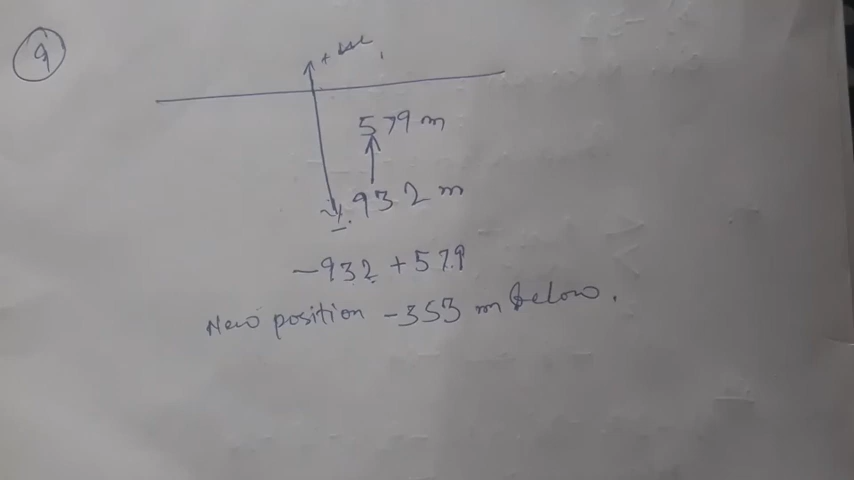 9
+ve
579 m
932 m
-932 +579
New position -353 m below.